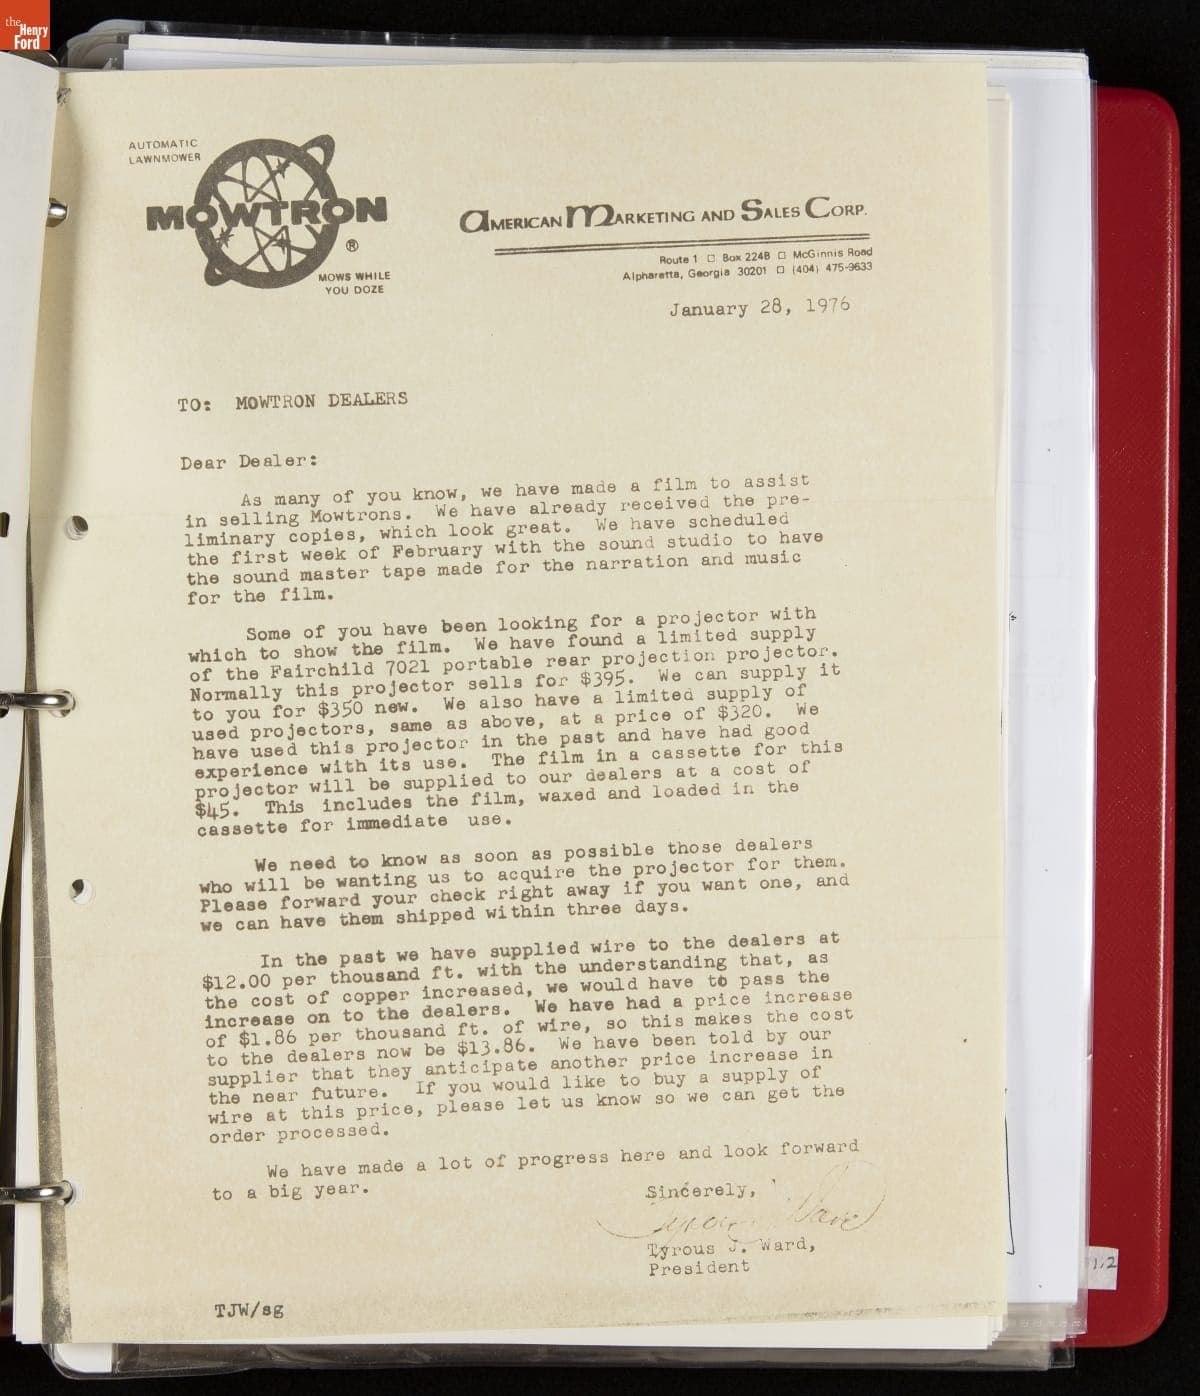 the
Henry
Ford
AUTOMATIC
LAWNMOWER
MOWTRON
®
MOWS WHILE
YOU DOZE
AMERICAN MARKETING AND SALES CORP.
Route 1 □ Box 224B □ McGinnis Road
Alpharetta, Georgia 30201 □ (404) 475-9633
January 28, 1976
TO: MOWTRON DEALERS
Dear Dealer:
As many of you know, we have made a film to assist
in selling Mowtrons. We have already received the pre-
liminary copies, which look great. We have scheduled
the first week of February with the sound studio to have
the sound master tape made for the narration and music
for the film.
Some of you have been looking for a projector with
which to show the film. We have found a limited supply
of the Fairchild 7021 portable rear projection projector.
Normally this projector sells for $395. We can supply it
to you for $350 new. We also have a limited supply of
used projectors, same as above, at a price of $320. We
have used this projector in the past and have had good
experience with its use. The film in a cassette for this
projector will be supplied to our dealers at a cost of
$45. This includes the film, waxed and loaded in the
cassette for immediate use.
We need to know as soon as possible those dealers
who will be wanting us to acquire the projector for them.
Please forward your check right away if you want one, and
we can have them shipped within three days.
In the past we have supplied wire to the dealers at
$12.00 per thousand ft. with the understanding that, as
the cost of copper increased, we would have to pass the
increase on to the dealers. We have had a price increase
of $1.86 per thousand ft. of wire, so this makes the cost
to the dealers now be $13.86. We have been told by our
supplier that they anticipate another price increase in
the near future. If you would like to buy a supply of
wire at this price, please let us know so we can get the
order processed.
We have made a lot of progress here and look forward
to a big year.
Sincerely,
Tyrous J. Ward
Tyrous J. Ward,
President
TJW/sg